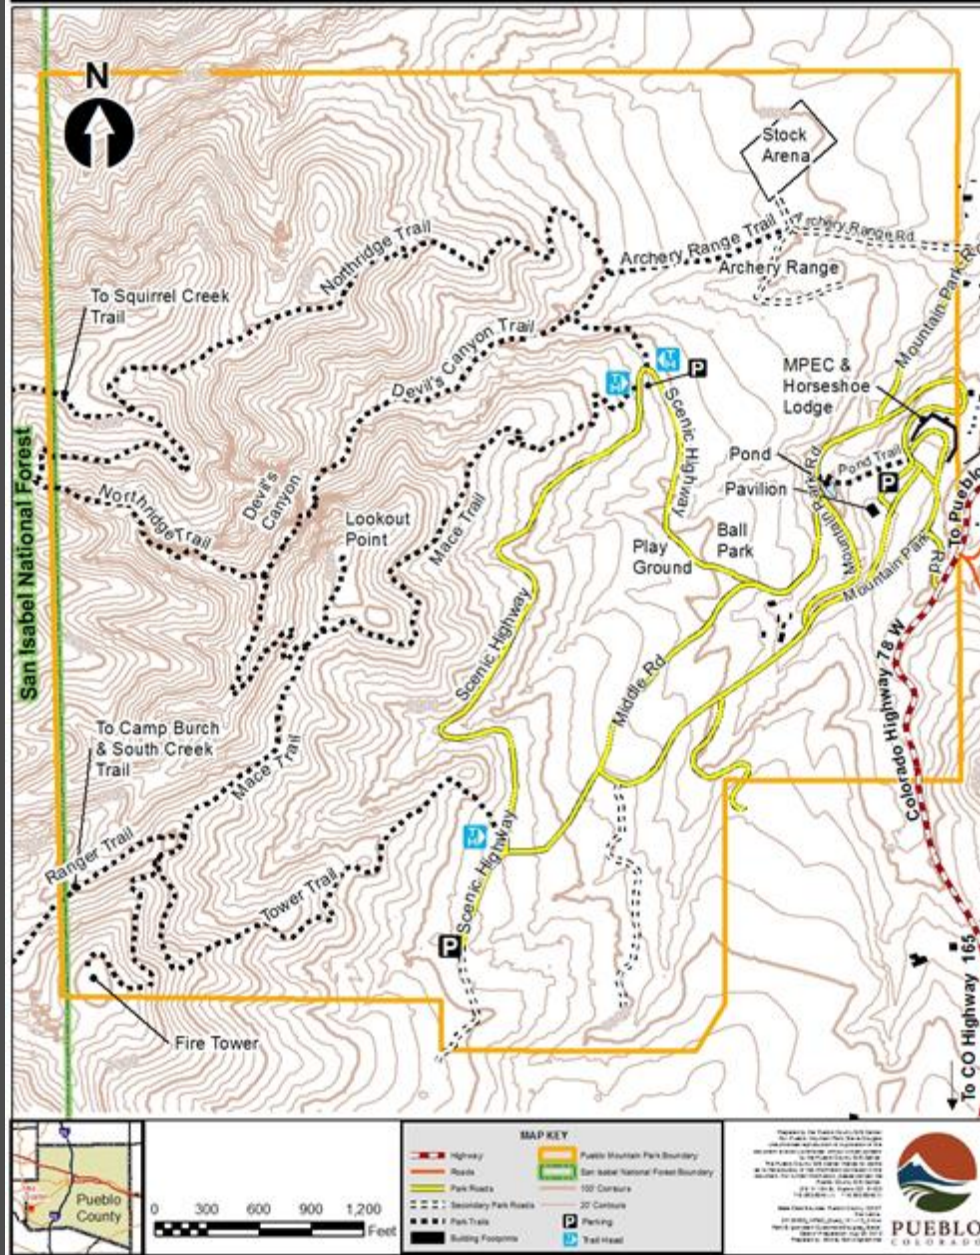 N
Stock
Arena
Archery Range Rd
Northridge Trail
Archery Range Trail
Archery Range
Mountain Park Rd
To Squirrel Creek
Trail
Devil's Canyon Trail
T
H
T
H
P
MPEC &
Horseshoe
Lodge
Scenic Highway
San Isabel National Forest
Pond
Pond Trail
P
Pavilion
Mountain Park Rd
Devil's
Canyon
Northridge Trail
Lookout
Point
Mace Trail
Play
Ground
Ball
Park
To Pueblo
Mountain Park Rd
Scenic Highway
Middle Rd
Colorado Highway 78 W
To Camp Burch
& South Creek
Trail
Mace Trail
Ranger Trail
T
H
Tower Trail
Scenic Highway
P
Fire Tower
To CO Highway 165
Pueblo
County
0 300 600 900 1,200
Feet
MAP KEY
Highway
Roads
Park Roads
Secondary Park Roads
Park Trails
Building Footprints
Pueblo Mountain Park Boundary
San Isabel National Forest Boundary
100' Contours
20' Contours
P Parking
Trail Head
PUEBLO
COLORADO